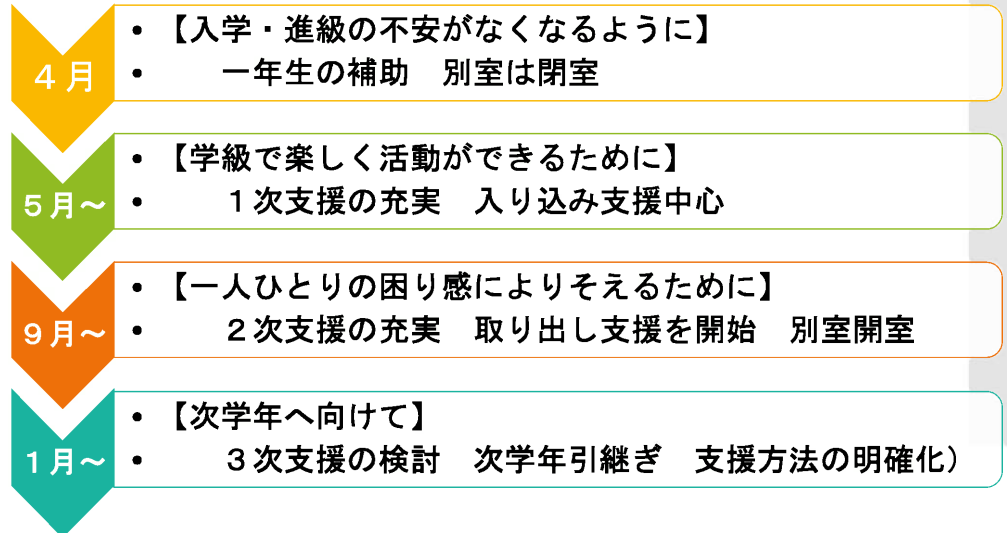 4月
・【入学・進級の不安がなくなるように】
・　一年生の補助　別室は閉室
5月～
・【学級で楽しく活動ができるために】
・　１次支援の充実　入り込み支援中心
9月～
・【一人ひとりの困り感によりそえるために】
・　２次支援の充実　取り出し支援を開始　別室開室
1月～
・【次学年へ向けて】
・　３次支援の検討　次学年引継ぎ　支援方法の明確化）